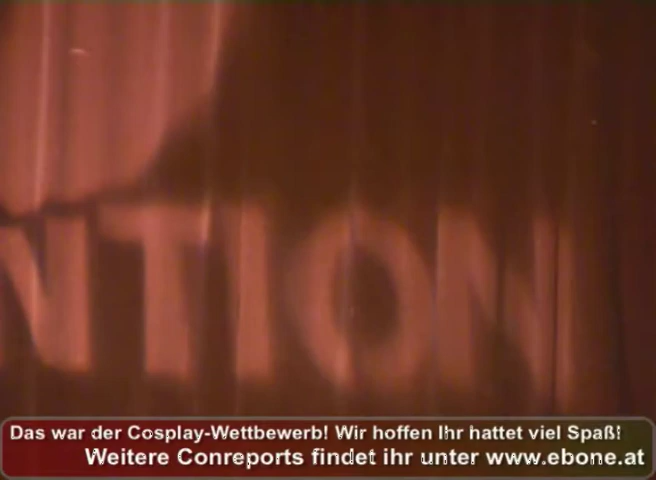 NTION
Das war der Cosplay-Wettbewerb! Wir hoffen Ihr hattet viel Spaß!
Weitere Conreports findet ihr unter www.ebone.at